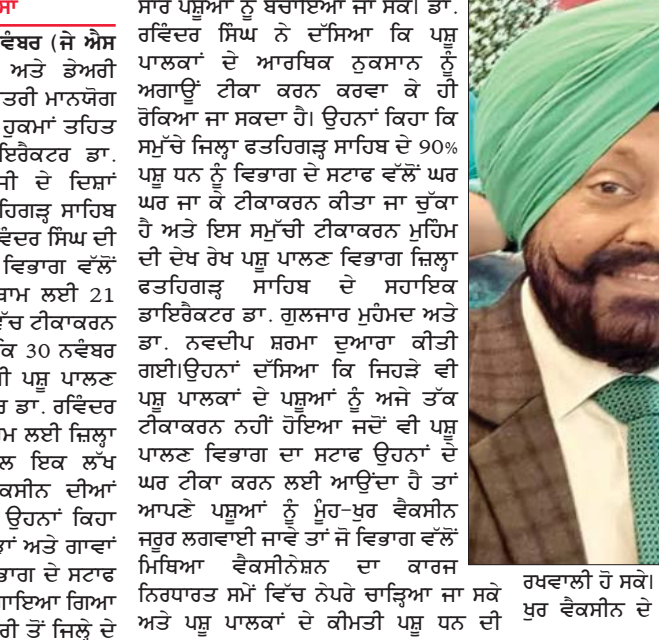 ਸਾ
ਵੰਬਰ (ਜੇ ਐਸ
ਅਤੇ ਡੇਅਰੀ
ਤਰੀ ਮਾਨਯੋਗ
ਹੁਕਮਾਂ ਤਹਿਤ
ਇਰੈਕਟਰ ਡਾ.
ਜੀ ਦੇ ਦਿਸ਼ਾਂ
ਹਿਗੜ੍ਹ ਸਾਹਿਬ
ਵਿੰਦਰ ਸਿੰਘ ਦੀ
ਵਿਭਾਗ ਵੱਲੋਂ
ਥਾਮ ਲਈ 21
ਵਿੱਚ ਟੀਕਾਕਰਨ
ਕਿ 30 ਨਵੰਬਰ
ੀ ਪਸ਼ੂ ਪਾਲਣ
ਰ ਡਾ. ਰਵਿੰਦਰ
ਮ ਲਈ ਜ਼ਿਲ੍ਹਾ
ਲ ਇਕ ਲੱਖ
ਕਸੀਨ ਦੀਆਂ
ਉਹਨਾਂ ਕਿਹਾ
ਾਂ ਅਤੇ ਗਾਵਾਂ
ਭਾਗ ਦੇ ਸਟਾਫ
ਗਾਇਆ ਗਿਆ
ਰੀ ਤੋਂ ਜਿਲ੍ਹੇ ਦੇ
ਸਾਰੇ ਪਸ਼ੂਆਂ ਨੂੰ ਬਚਾਇਆ ਜਾ ਸਕੇ। ਡਾ.
ਰਵਿੰਦਰ ਸਿੰਘ ਨੇ ਦੱਸਿਆ ਕਿ ਪਸ਼ੂ
ਪਾਲਕਾਂ ਦੇ ਆਰਥਿਕ ਨੁਕਸਾਨ ਨੂੰ
ਅਗਾਊਂ ਟੀਕਾ ਕਰਨ ਕਰਵਾ ਕੇ ਹੀ
ਰੋਕਿਆ ਜਾ ਸਕਦਾ ਹੈ। ਉਹਨਾਂ ਕਿਹਾ ਕਿ
ਸਮੁੱਚੇ ਜਿਲ੍ਹਾ ਫਤਹਿਗੜ੍ਹ ਸਾਹਿਬ ਦੇ 90%
ਪਸ਼ੂ ਧਨ ਨੂੰ ਵਿਭਾਗ ਦੇ ਸਟਾਫ ਵੱਲੋਂ ਘਰ
ਘਰ ਜਾ ਕੇ ਟੀਕਾਕਰਨ ਕੀਤਾ ਜਾ ਚੁੱਕਾ
ਹੈ ਅਤੇ ਇਸ ਸਮੁੱਚੀ ਟੀਕਾਕਰਨ ਮੁਹਿੰਮ
ਦੀ ਦੇਖ ਰੇਖ ਪਸ਼ੂ ਪਾਲਣ ਵਿਭਾਗ ਜ਼ਿਲ੍ਹਾ
ਫਤਹਿਗੜ੍ਹ ਸਾਹਿਬ ਦੇ ਸਹਾਇਕ
ਡਾਇਰੈਕਟਰ ਡਾ. ਗੁਲਜਾਰ ਮੁਹੰਮਦ ਅਤੇ
ਡਾ. ਨਵਦੀਪ ਸ਼ਰਮਾ ਦੁਆਰਾ ਕੀਤੀ
ਗਈ।ਉਹਨਾਂ ਦੱਸਿਆ ਕਿ ਜਿਹੜੇ ਵੀ
ਪਸ਼ੂ ਪਾਲਕਾਂ ਦੇ ਪਸ਼ੂਆਂ ਨੂੰ ਅਜੇ ਤੱਕ
ਟੀਕਾਕਰਨ ਨਹੀਂ ਹੋਇਆ ਜਦੋਂ ਵੀ ਪਸ਼ੂ
ਪਾਲਣ ਵਿਭਾਗ ਦਾ ਸਟਾਫ ਉਹਨਾਂ ਦੇ
ਘਰ ਟੀਕਾ ਕਰਨ ਲਈ ਆਉਂਦਾ ਹੈ ਤਾਂ
ਆਪਣੇ ਪਸ਼ੂਆਂ ਨੂੰ ਮੂੰਹ-ਖੁਰ ਵੈਕਸੀਨ
ਜਰੂਰ ਲਗਵਾਈ ਜਾਵੇ ਤਾਂ ਜੋ ਵਿਭਾਗ ਵੱਲੋਂ
ਮਿਥਿਆ ਵੈਕਸੀਨੇਸ਼ਨ ਦਾ ਕਾਰਜ
ਨਿਰਧਾਰਤ ਸਮੇਂ ਵਿੱਚ ਨੇਪਰੇ ਚਾੜ੍ਹਿਆ ਜਾ ਸਕੇ
ਅਤੇ ਪਸ਼ੂ ਪਾਲਕਾਂ ਦੇ ਕੀਮਤੀ ਪਸ਼ੂ ਧਨ ਦੀ
ਰਖਵਾਲੀ ਹੋ ਸਕੇ।
ਖੁਰ ਵੈਕਸੀਨ ਦੇ